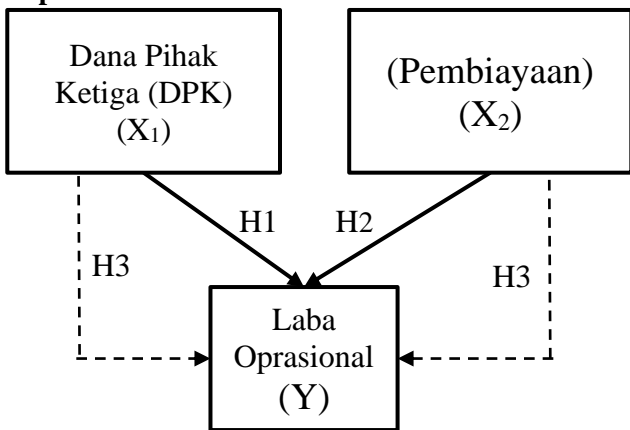 Dana Pihak
Ketiga (DPK)
(X₁)
(Pembiayaan)
(X₂)
H1
H2
H3
H3
Laba
Oprasional
(Y)